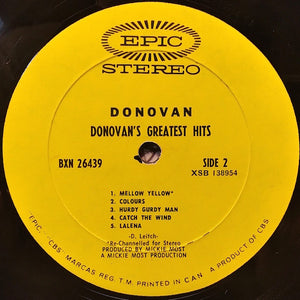 EPIC
STEREO
DONOVAN
DONOVAN'S GREATEST HITS
BXN 26439
SIDE 2
XSB 138954
1. MELLOW YELLOW*
2. COLOURS
3. HURDY GURDY MAN
4. CATCH THE WIND
5. LALENA
-D. Leitch-
*Re-Channelled for Stereo
Produced by MICKIE MOST
A MICKIE MOST PRODUCTION
EPIC, CBS. MARCAS REG. T.M. PRINTED IN CAN. A PRODUCT OF CBS